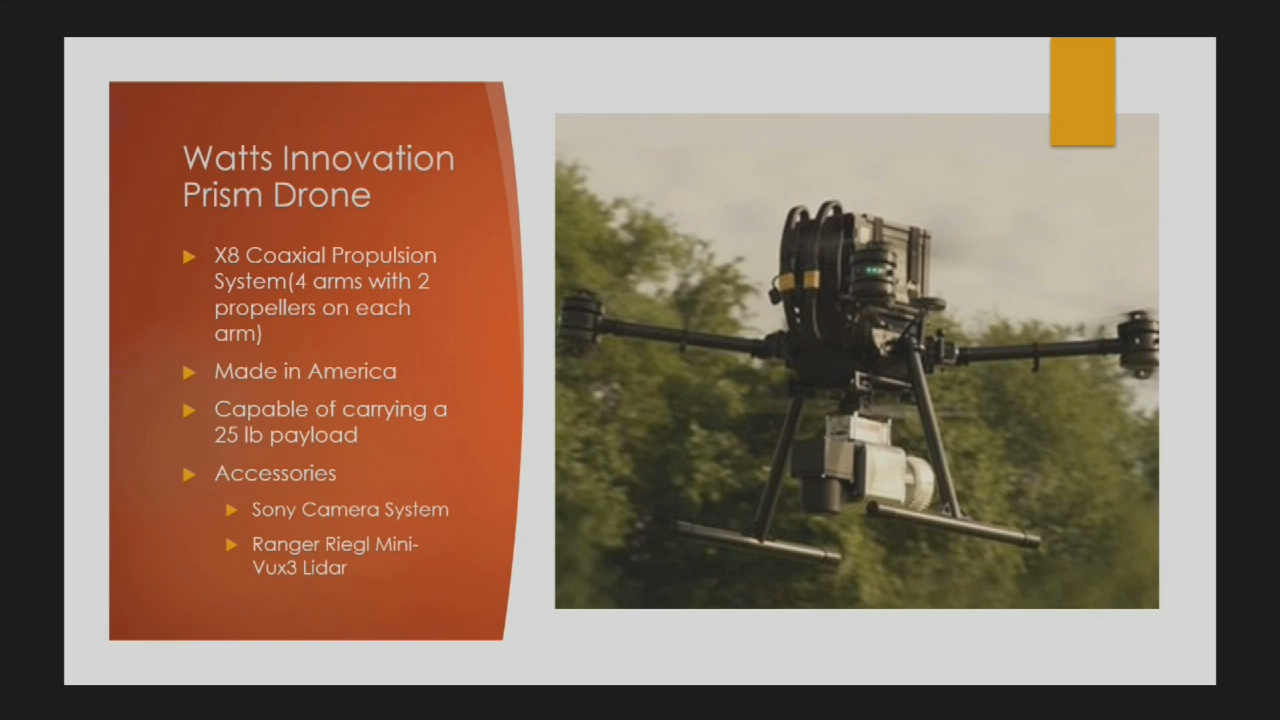 Watts Innovation
Prism Drone
X8 Coaxial Propulsion
System(4 arms with 2
propellers on each
arm)
Made in America
Capable of carrying a
25 lb payload
Accessories
Sony Camera System
Ranger Riegl Mini-
Vux3 Lidar